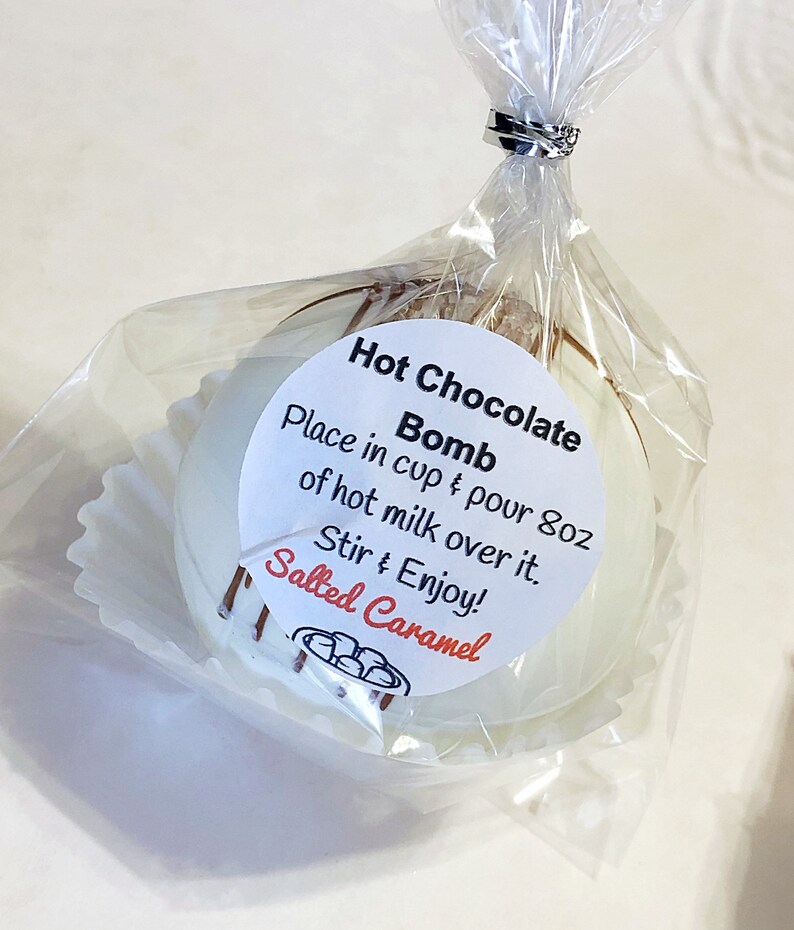 Hot Chocolate
Bomb
Place in cup & pour 8oz
of hot milk over it.
Stir & Enjoy!
Salted Caramel